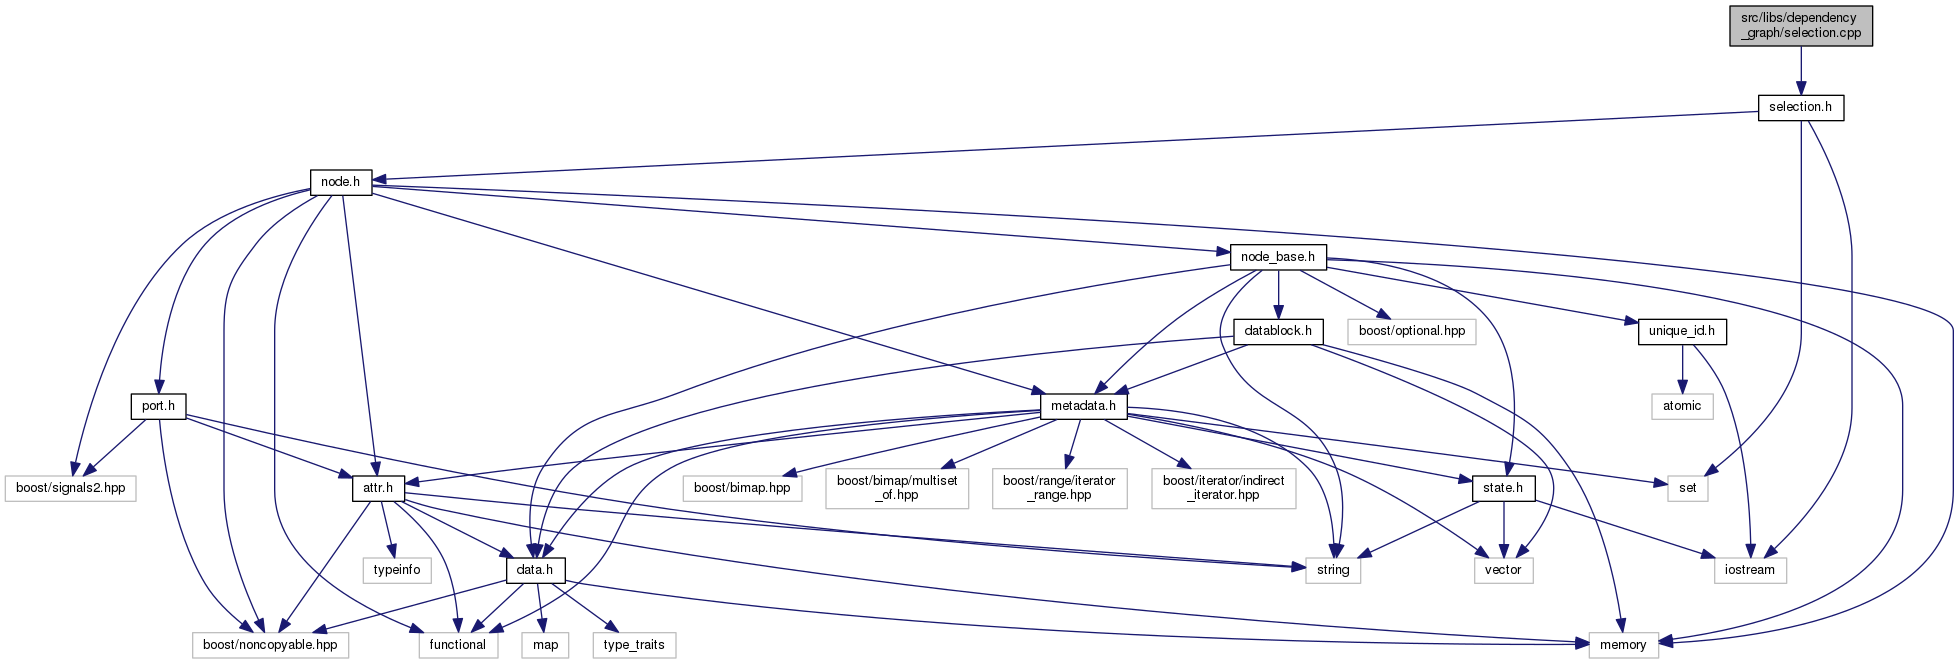 src/libs/dependency
_graph/selection.cpp
selection.h
node.h
node_base.h
datablock.h
boost/optional.hpp
unique_id.h
port.h
metadata.h
atomic
boost/signals2.hpp
attr.h
boost/bimap.hpp
boost/bimap/multiset
_of.hpp
boost/range/iterator
_range.hpp
boost/iterator/indirect
_iterator.hpp
state.h
set
typeinfo
data.h
string
vector
iostream
boost/noncopyable.hpp
functional
map
type_traits
memory